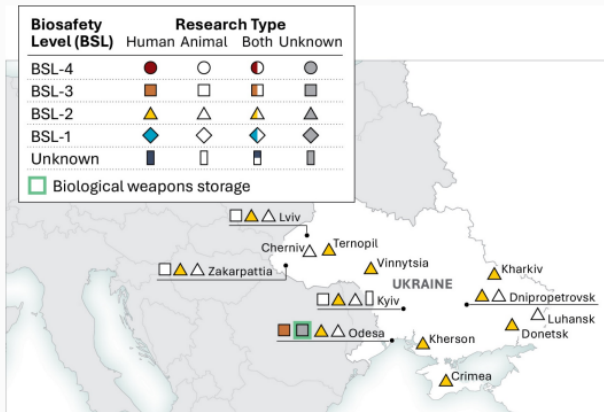 Biosafety Level (BSL)
Research Type
Human Animal Both Unknown
BSL-4
BSL-3
BSL-2
BSL-1
Unknown
Biological weapons storage
Lviv
Cherniv
Ternopil
Zakarpattia
Vinnytsia
Kharkiv
UKRAINE
Kyiv
Dnipropetrovsk
Luhansk
Odesa
Kherson
Donetsk
Crimea